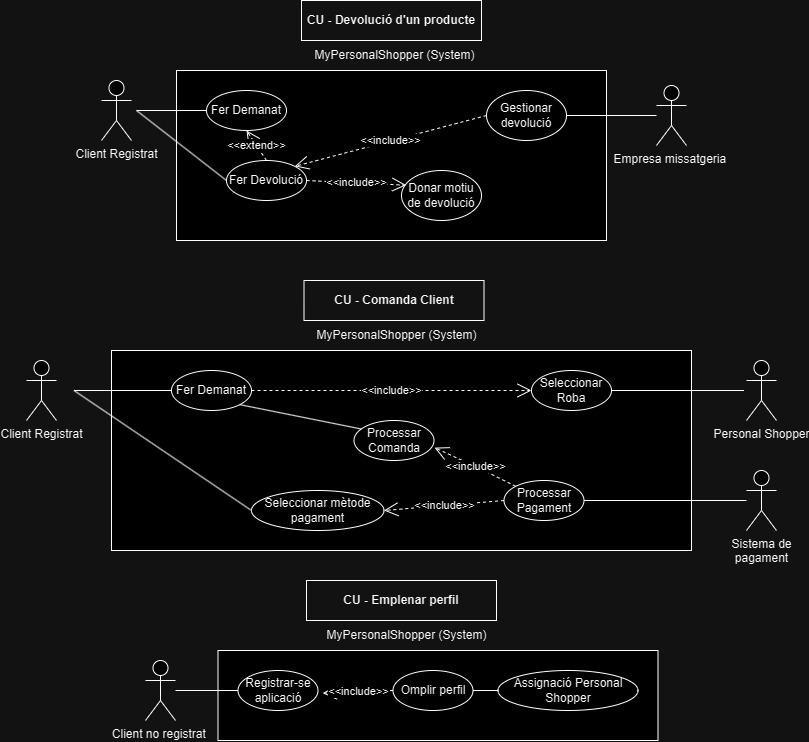 CU - Devolució d'un producte
MyPersonalShopper (System)
Fer Demanat
Gestionar
devolució
Client Registrat
<<extend>>
<<include>>
Empresa missatgeria
Fer Devolució
<<include>>
Donar motiu
de devolució
CU - Comanda Client
MyPersonalShopper (System)
Fer Demanat
<<include>>
Seleccionar
Roba
Client Registrat
Processar
Comanda
Personal Shopper
<<include>>
Seleccionar mètode
pagament
<<include>>
Processar
Pagament
Sistema de
pagament
CU - Emplenar perfil
MyPersonalShopper (System)
Registrar-se
aplicació
<<include>>
Omplir perfil
Assignació Personal
Shopper
Client no registrat